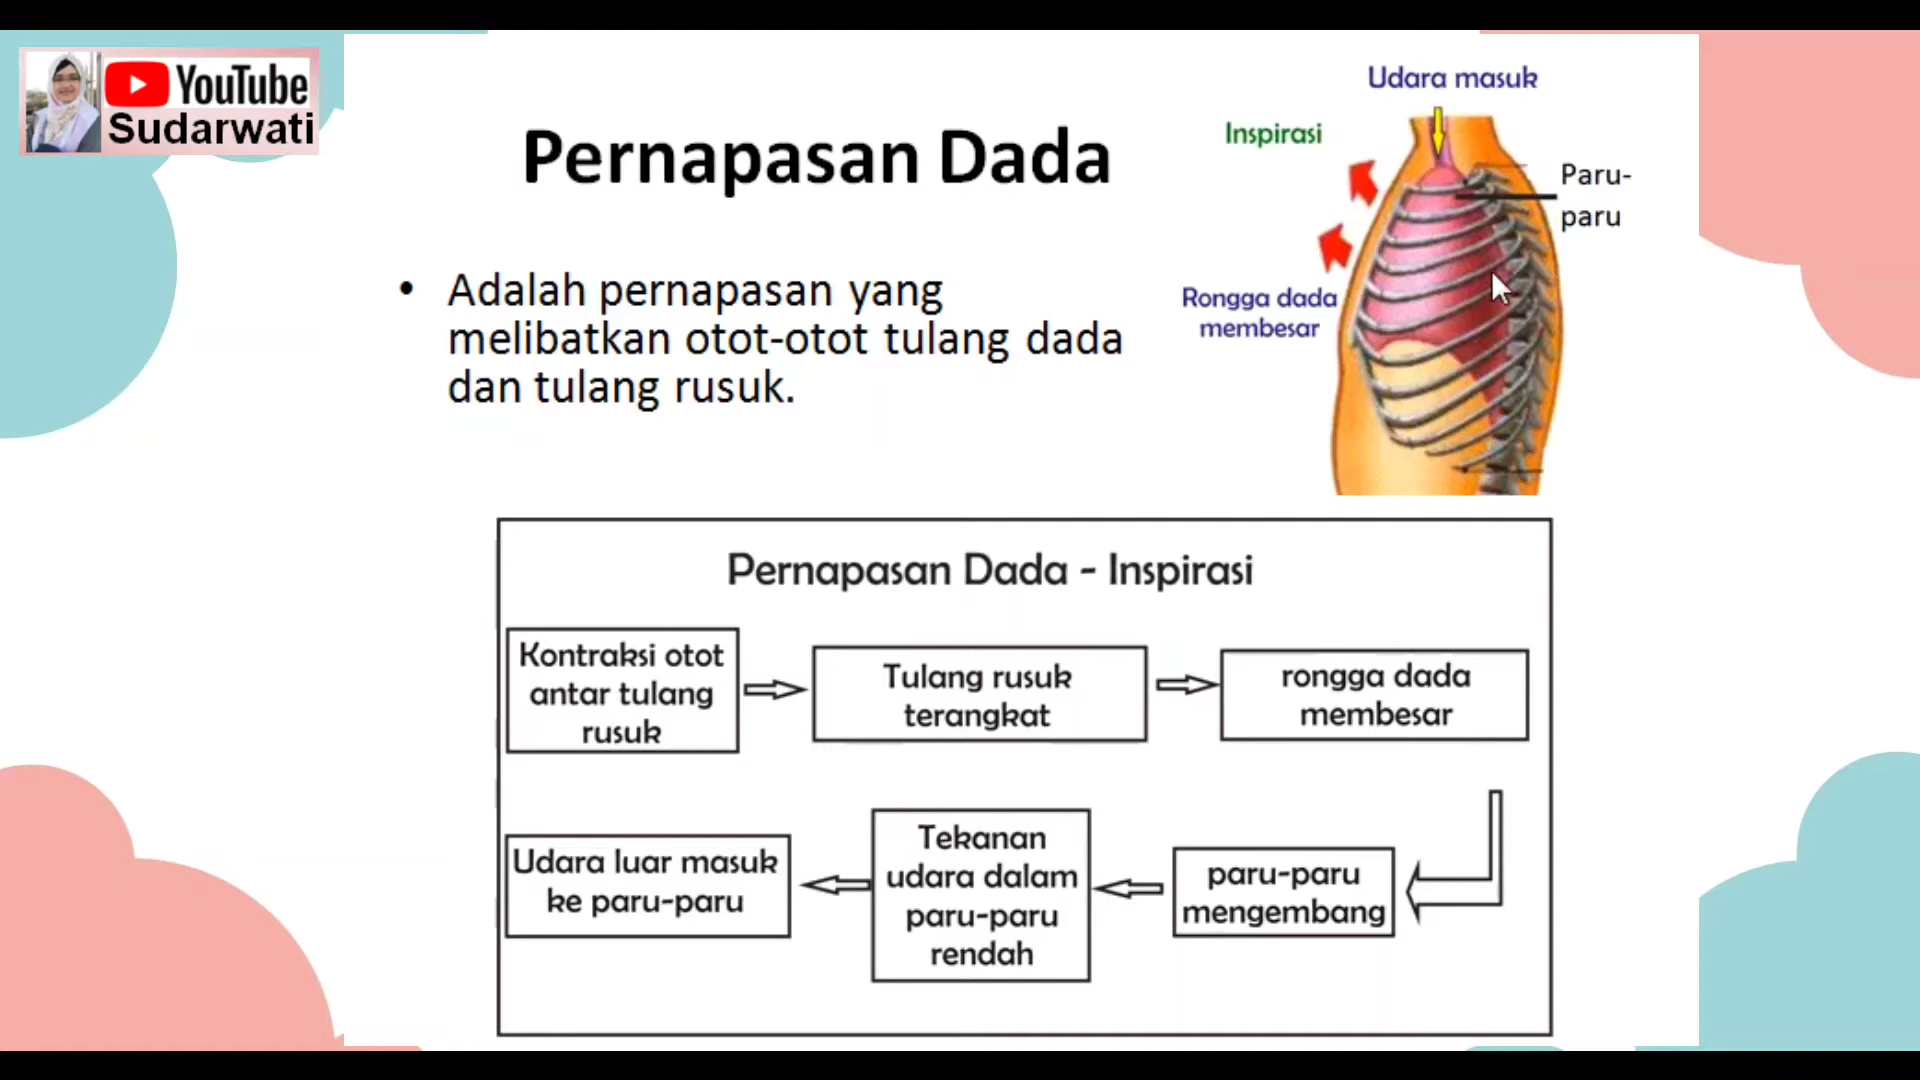 YouTube
Sudarwati
Pernapasan Dada
• Adalah pernapasan yang
melibatkan otot-otot tulang dada
dan tulang rusuk.
Udara masuk
Inspirasi
Paru-
paru
Rongga dada
membesar
Pernapasan Dada - Inspirasi
Kontraksi otot
antar tulang
rusuk
Tulang rusuk
terangkat
rongga dada
membesar
paru-paru
mengembang
Tekanan
udara dalam
paru-paru
rendah
Udara luar masuk
ke paru-paru